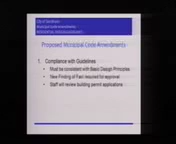 Proposed Municipal Code Amendments
1. Compliance with Guidelines
Must be consistent with Basic Design Principles
New Finding of Fact required for approval
Staff will review building permit applications